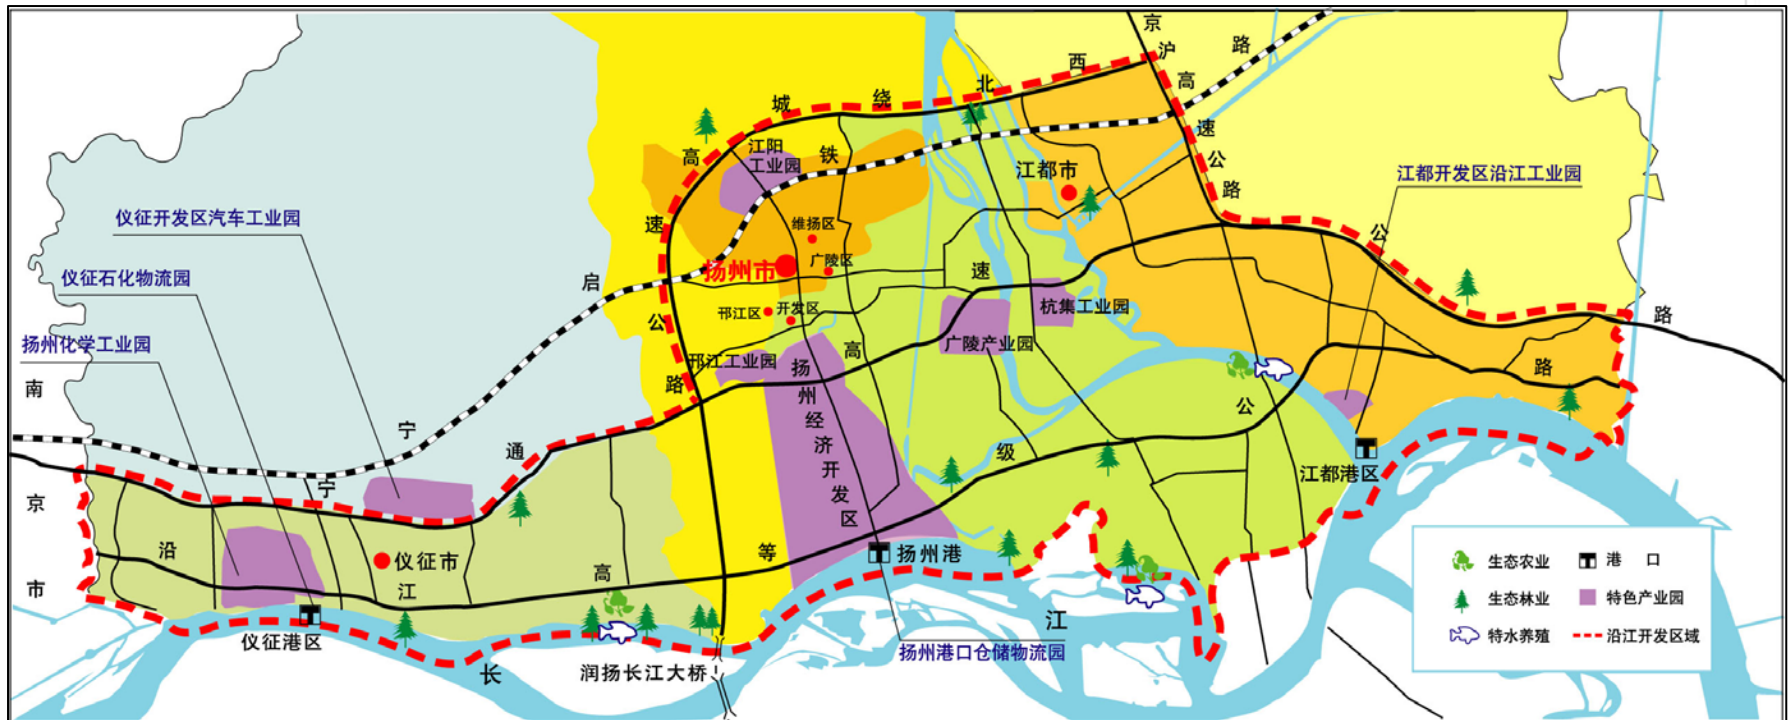 京沪高速公路
西北绕城高速公路
江阳
工业园
宁启铁路
江都市
江都开发区沿江工业园
仪征开发区汽车工业园
维扬区
扬州市
广陵区
仪征石化物流园
邗江区
开发区
杭集工业园
扬州化学工业园
广陵产业园
邗江工业园
扬州经济开发区
宁通高速公路
南京市
沿江高等级公路
江都港区
仪征市
扬州港
仪征港区
扬州港口仓储物流园
润扬长江大桥
长江
生态农业
港 口
生态林业
特色产业园
特水养殖
沿江开发区域